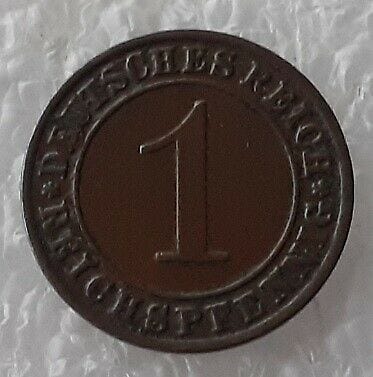 *DEUTSCHES REICH*
1
REICHSPFENNIG